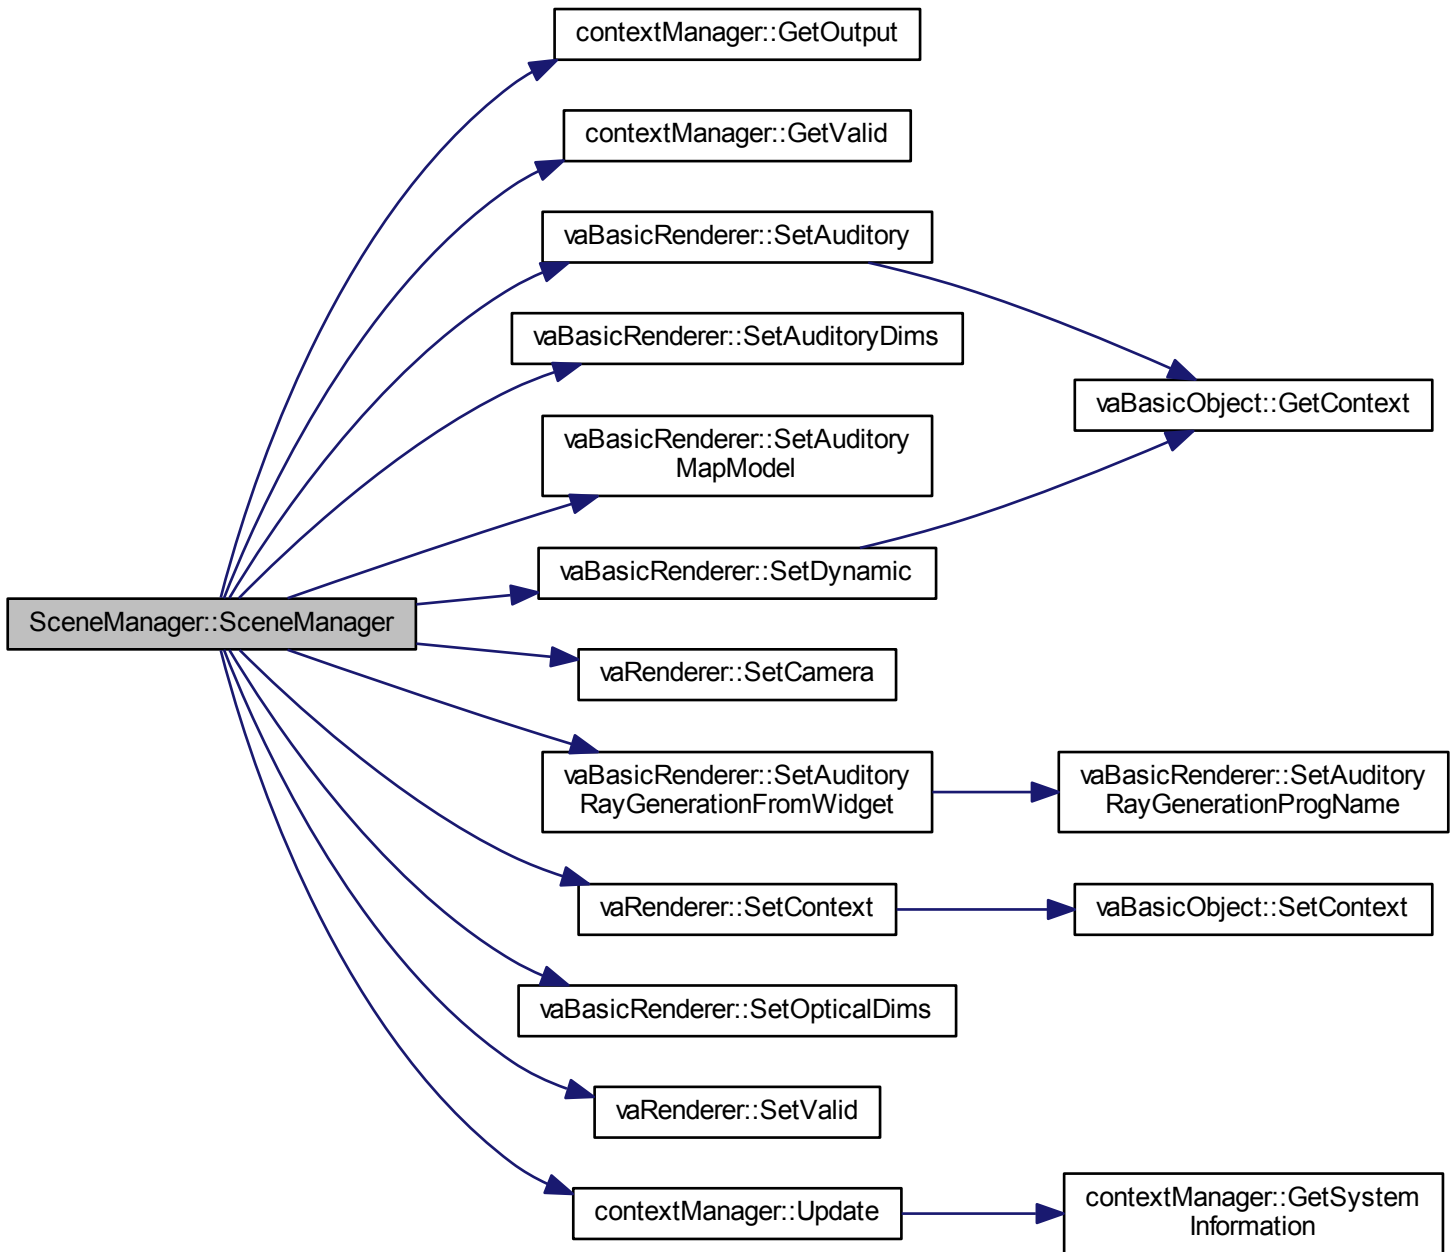 contextManager::GetOutput
contextManager::GetValid
vaBasicRenderer::SetAuditory
vaBasicRenderer::SetAuditoryDims
vaBasicObject::GetContext
vaBasicRenderer::SetAuditory
MapModel
vaBasicRenderer::SetDynamic
SceneManager::SceneManager
vaRenderer::SetCamera
vaBasicRenderer::SetAuditory
RayGenerationFromWidget
vaBasicRenderer::SetAuditory
RayGenerationProgName
vaRenderer::SetContext
vaBasicObject::SetContext
vaBasicRenderer::SetOpticalDims
vaRenderer::SetValid
contextManager::Update
contextManager::GetSystem
Information